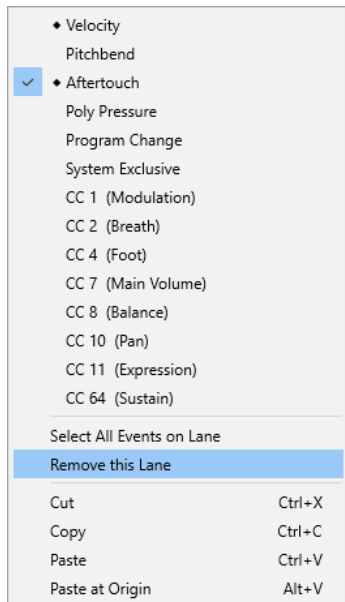 ◆ Velocity
Pitchbend
✓ ◆ Aftertouch
Poly Pressure
Program Change
System Exclusive
CC 1 (Modulation)
CC 2 (Breath)
CC 4 (Foot)
CC 7 (Main Volume)
CC 8 (Balance)
CC 10 (Pan)
CC 11 (Expression)
CC 64 (Sustain)
Select All Events on Lane
Remove this Lane
Cut Ctrl+X
Copy Ctrl+C
Paste Ctrl+V
Paste at Origin Alt+V